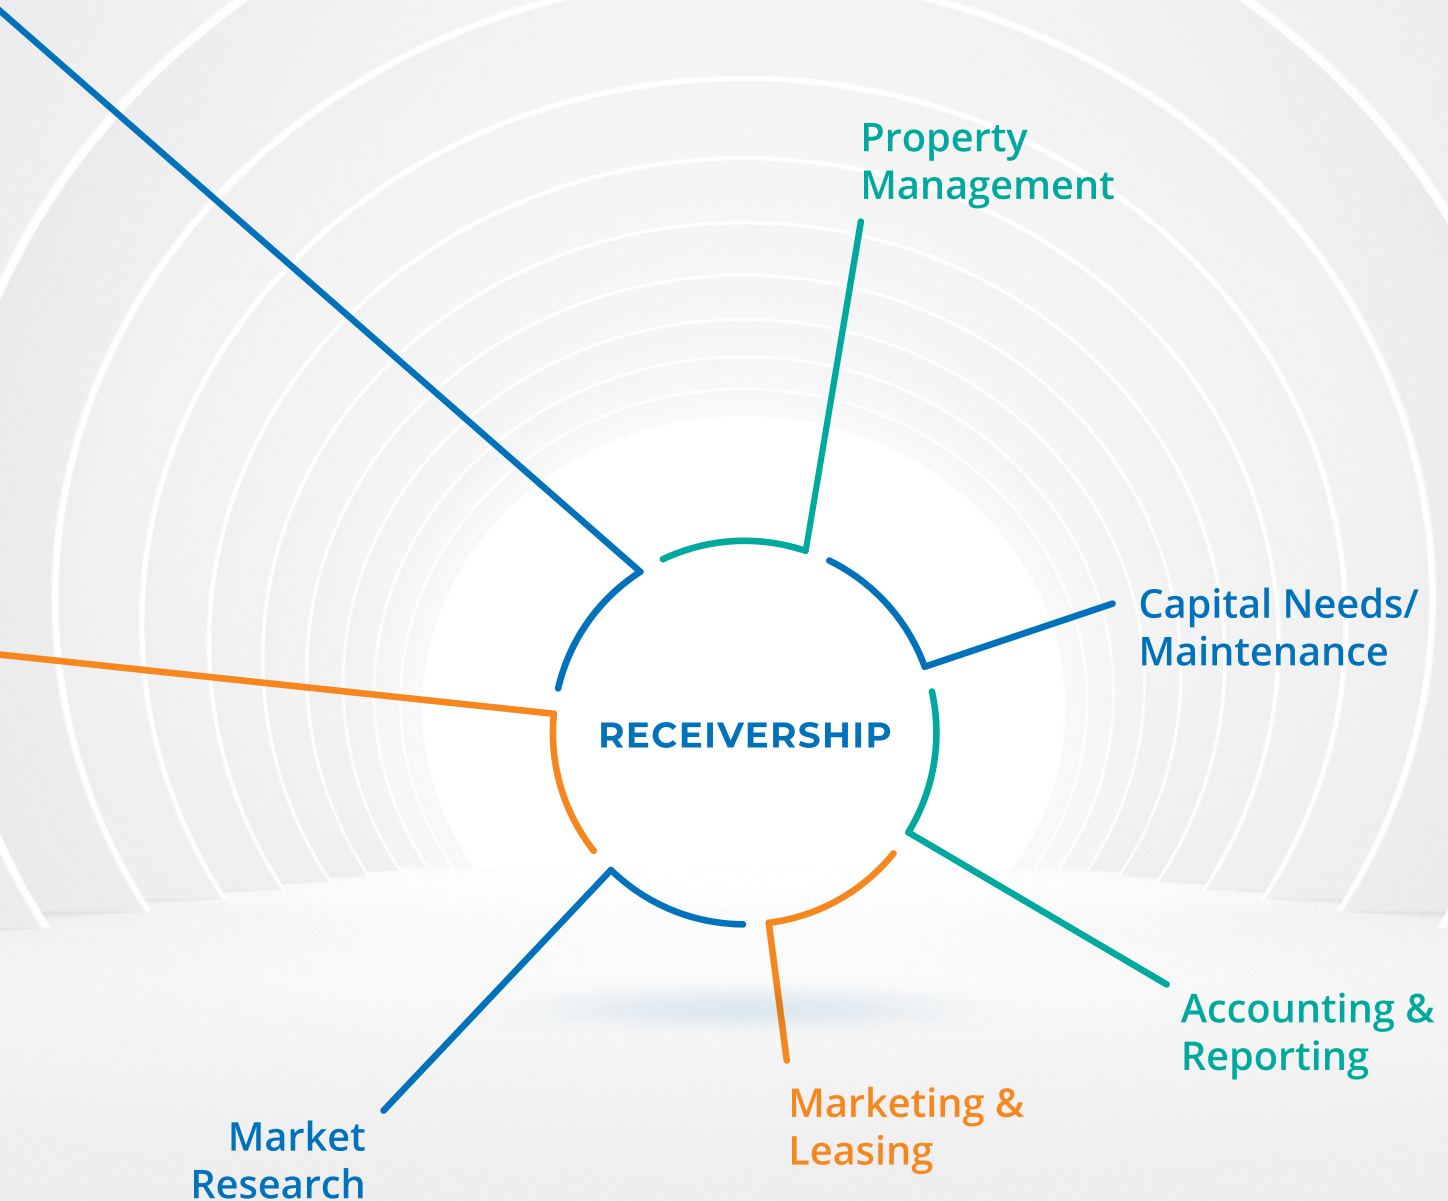 Property
Management
Capital Needs/
Maintenance
RECEIVERSHIP
Accounting &
Reporting
Marketing &
Leasing
Market
Research